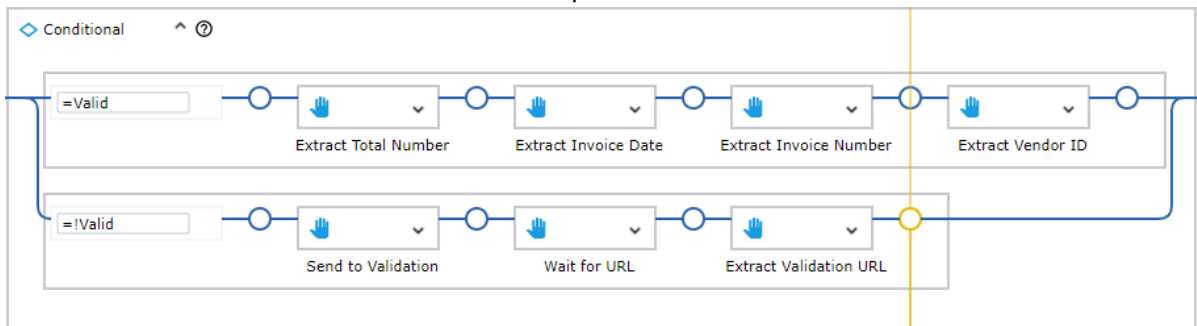 Conditional
=Valid
Extract Total Number
Extract Invoice Date
Extract Invoice Number
Extract Vendor ID
=!Valid
Send to Validation
Wait for URL
Extract Validation URL